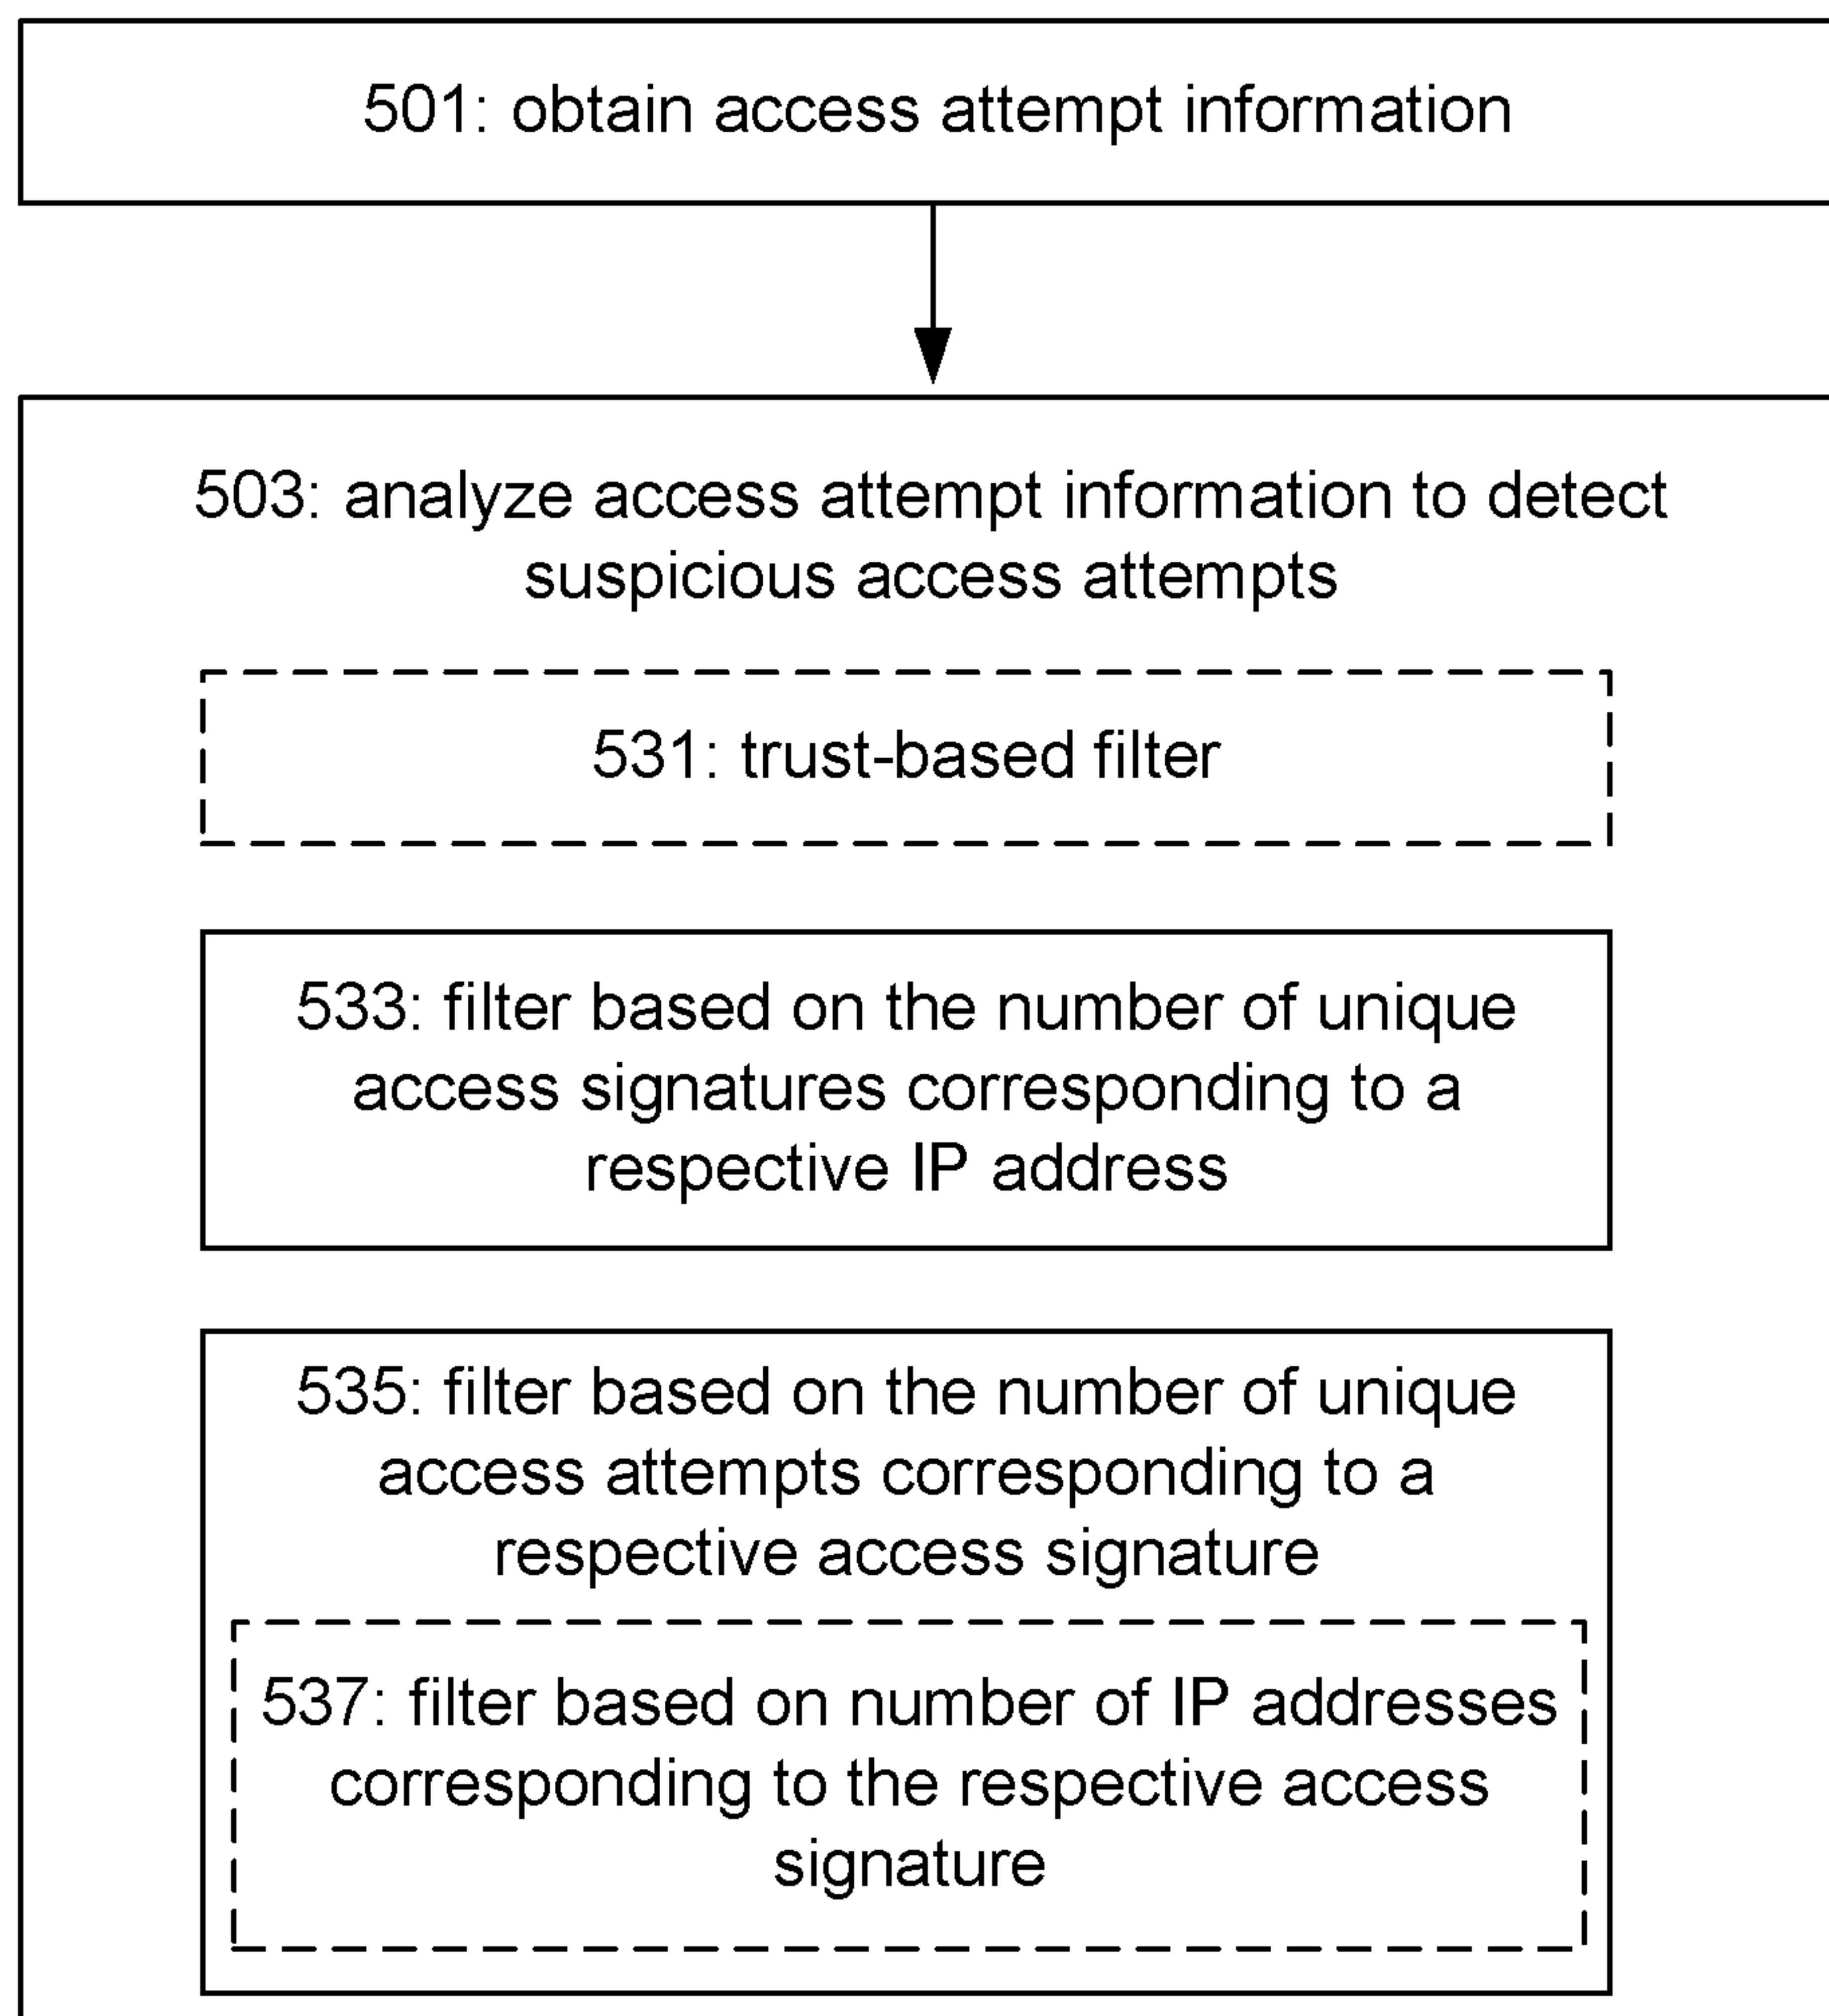 501: obtain access attempt information
503: analyze access attempt information to detect
suspicious access attempts
531: trust-based filter
533: filter based on the number of unique
access signatures corresponding to a
respective IP address
535: filter based on the number of unique
access attempts corresponding to a
respective access signature
537: filter based on number of IP addresses
corresponding to the respective access
signature